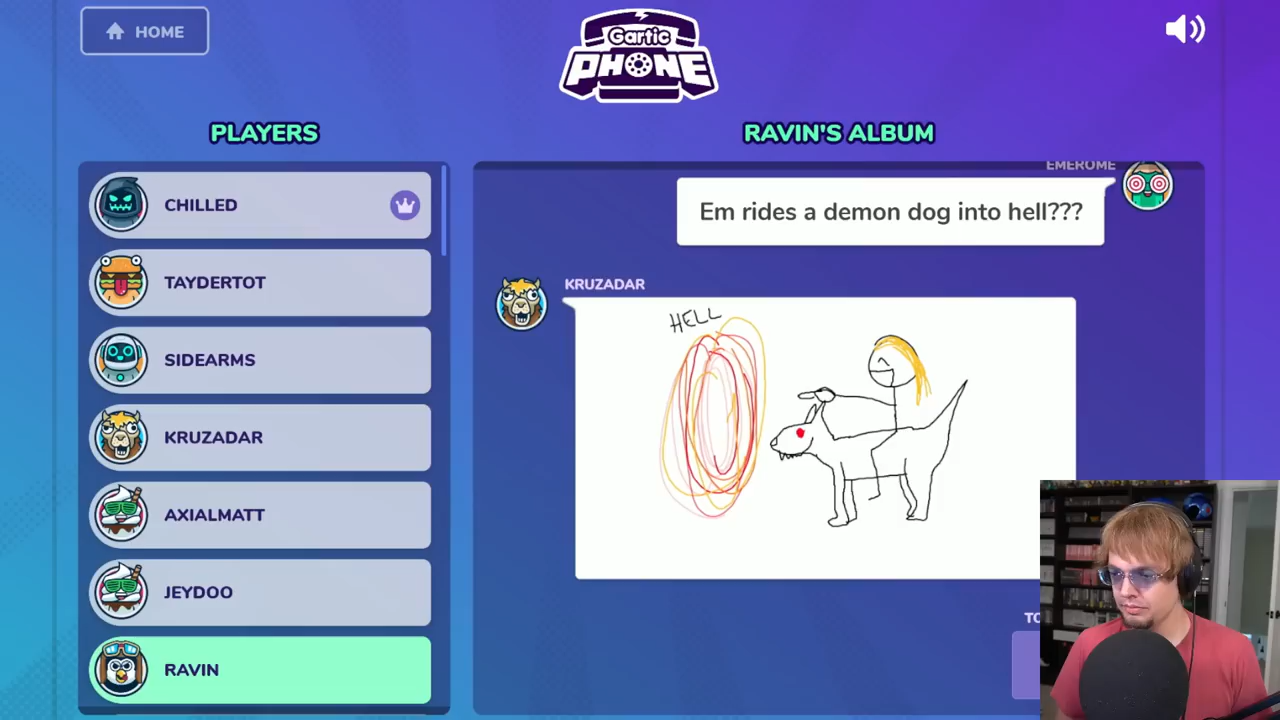 HOME
Gartic
PHONE
PLAYERS
RAVIN'S ALBUM
CHILLED
TAYDERTOT
SIDEARMS
KRUZADAR
AXIALMATT
JEYDOO
RAVIN
EMEROME
Em rides a demon dog into hell???
KRUZADAR
HELL